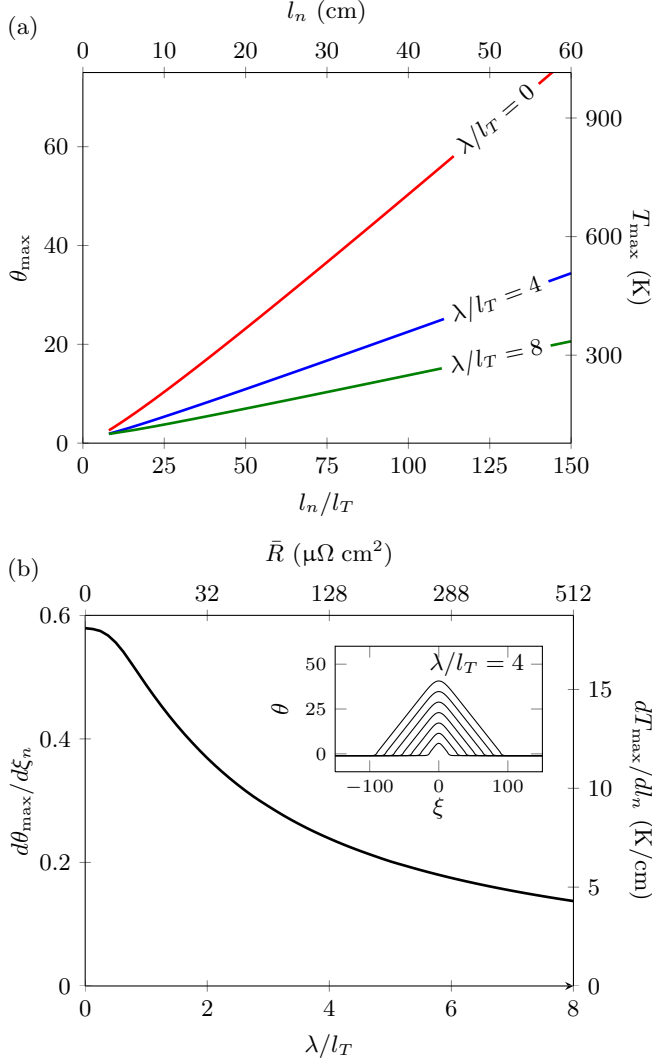 (a)
l_n (cm)
0 10 20 30 40 50 60
θ_max
0
20
40
60
T_max (K)
900
600
300
λ/l_T = 0
λ/l_T = 4
λ/l_T = 8
0 25 50 75 100 125 150
l_n/l_T
(b)
R̄ (μΩ cm²)
0 32 128 288 512
dθ_max/dξ_n
0.6
0.4
0.2
0
dT_max/dl_n (K/cm)
15
10
5
0
λ/l_T = 4
θ
50
25
0
−100 0 100
ξ
0 2 4 6 8
λ/l_T